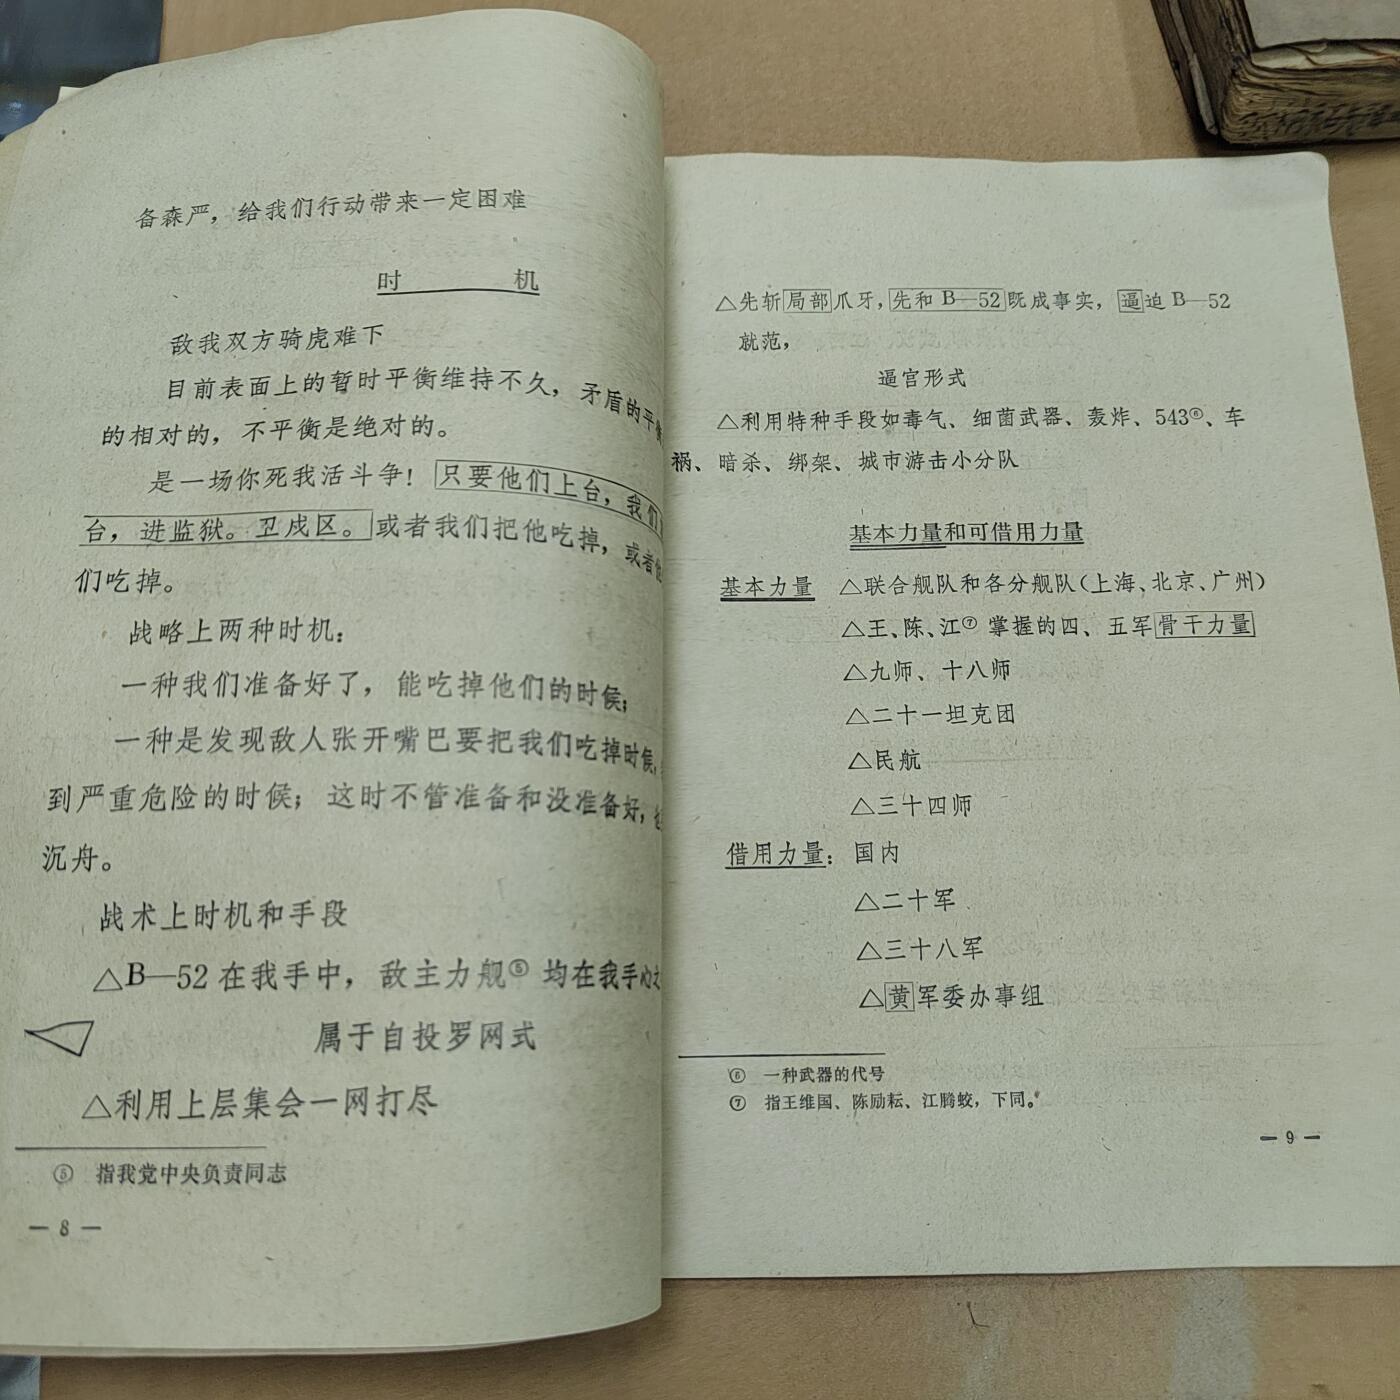 备森严，给我们行动带来一定困难
时 机
敌我双方骑虎难下
目前表面上的暂时平衡维持不久，矛盾的平衡
的相对的，不平衡是绝对的。
是一场你死我活斗争！只要他们上台，我们
台，进监狱。卫戍区。或者我们把他吃掉，或者他
们吃掉。
战略上两种时机：
一种我们准备好了，能吃掉他们的时候；
一种是发现敌人张开嘴巴要把我们吃掉时候，
到严重危险的时候；这时不管准备和没准备好，
沉舟。
战术上时机和手段
△B—52在我手中，敌主力舰⑤ 均在我手心之
属于自投罗网式
△利用上层集会一网打尽
⑤ 指我党中央负责同志
— 8 —
△先斩局部爪牙，先和B—52既成事实，逼迫B—52
就范，
逼宫形式
△利用特种手段如毒气、细菌武器、轰炸、543⑥、车
祸、暗杀、绑架、城市游击小分队
基本力量和可借用力量
基本力量 △联合舰队和各分舰队(上海、北京、广州)
△王、陈、江⑦ 掌握的四、五军骨干力量
△九师、十八师
△二十一坦克团
△民航
△三十四师
借用力量：国内
△二十军
△三十八军
△黄军委办事组
⑥ 一种武器的代号
⑦ 指王维国、陈励耘、江腾蛟，下同。
— 9 —